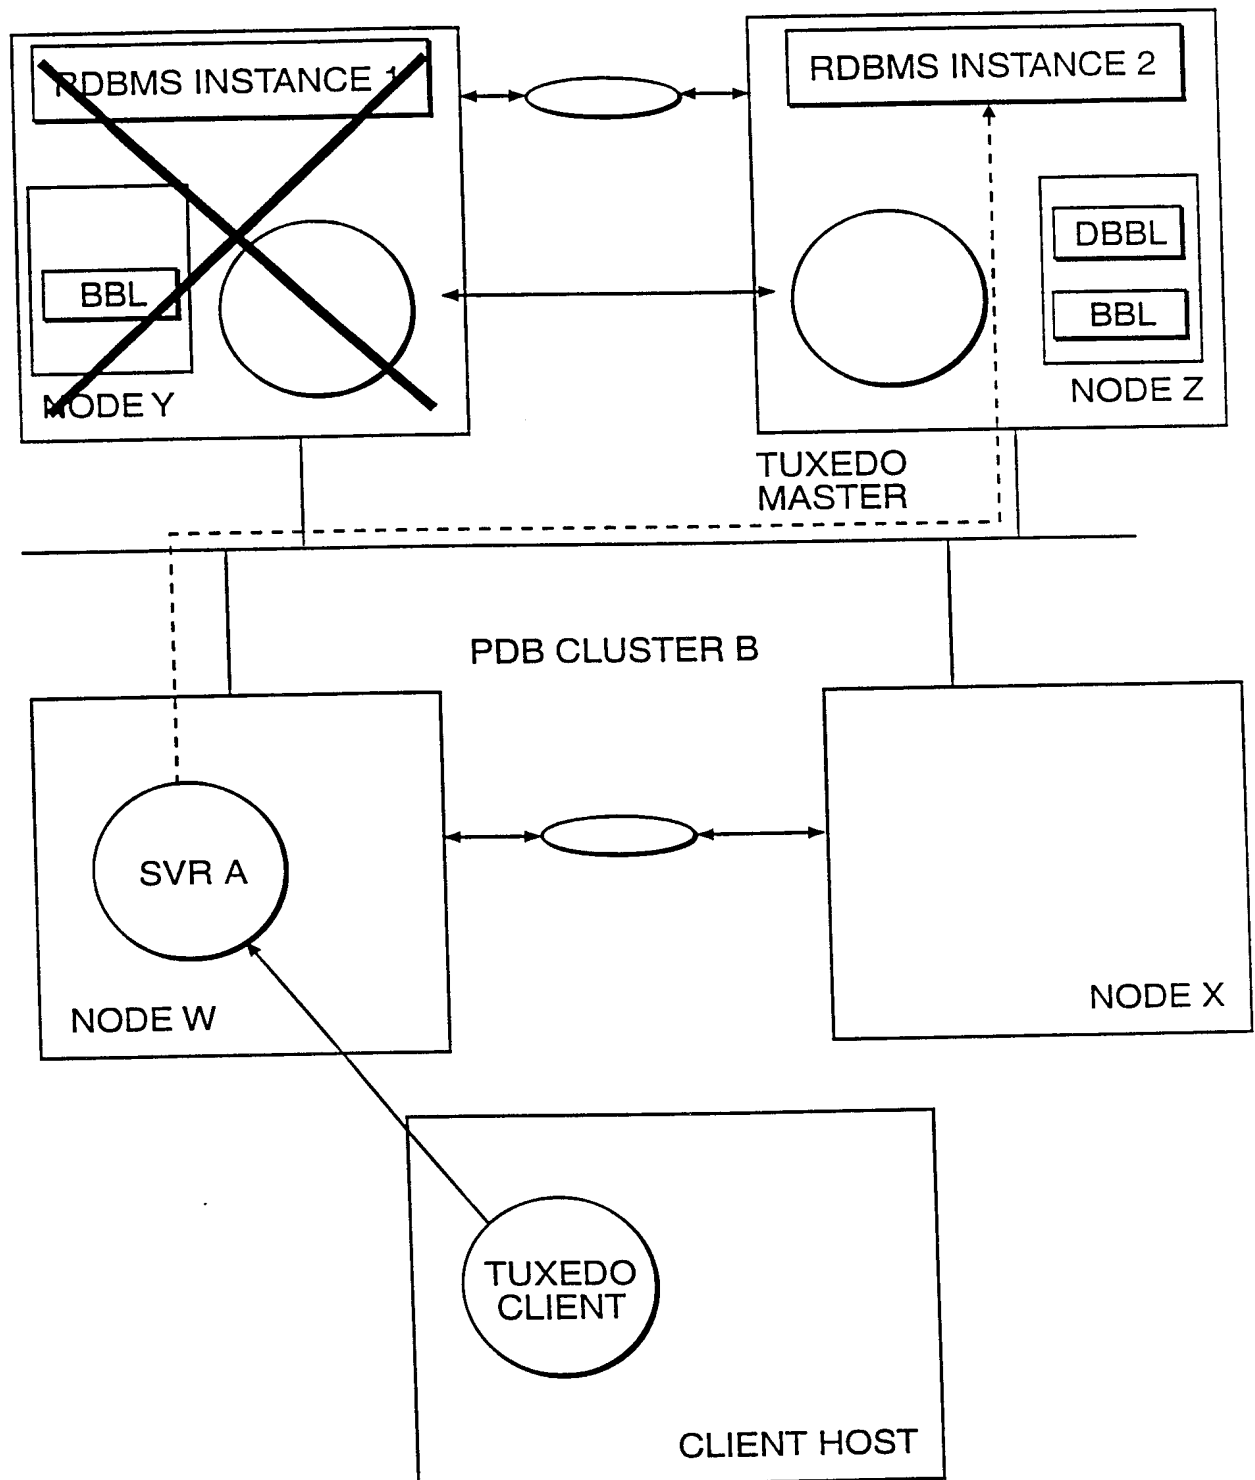 RDBMS INSTANCE 1
RDBMS INSTANCE 2
BBL
NODE Y
DBBL
BBL
NODE Z
TUXEDO
MASTER
PDB CLUSTER B
SVR A
NODE W
NODE X
TUXEDO
CLIENT
CLIENT HOST